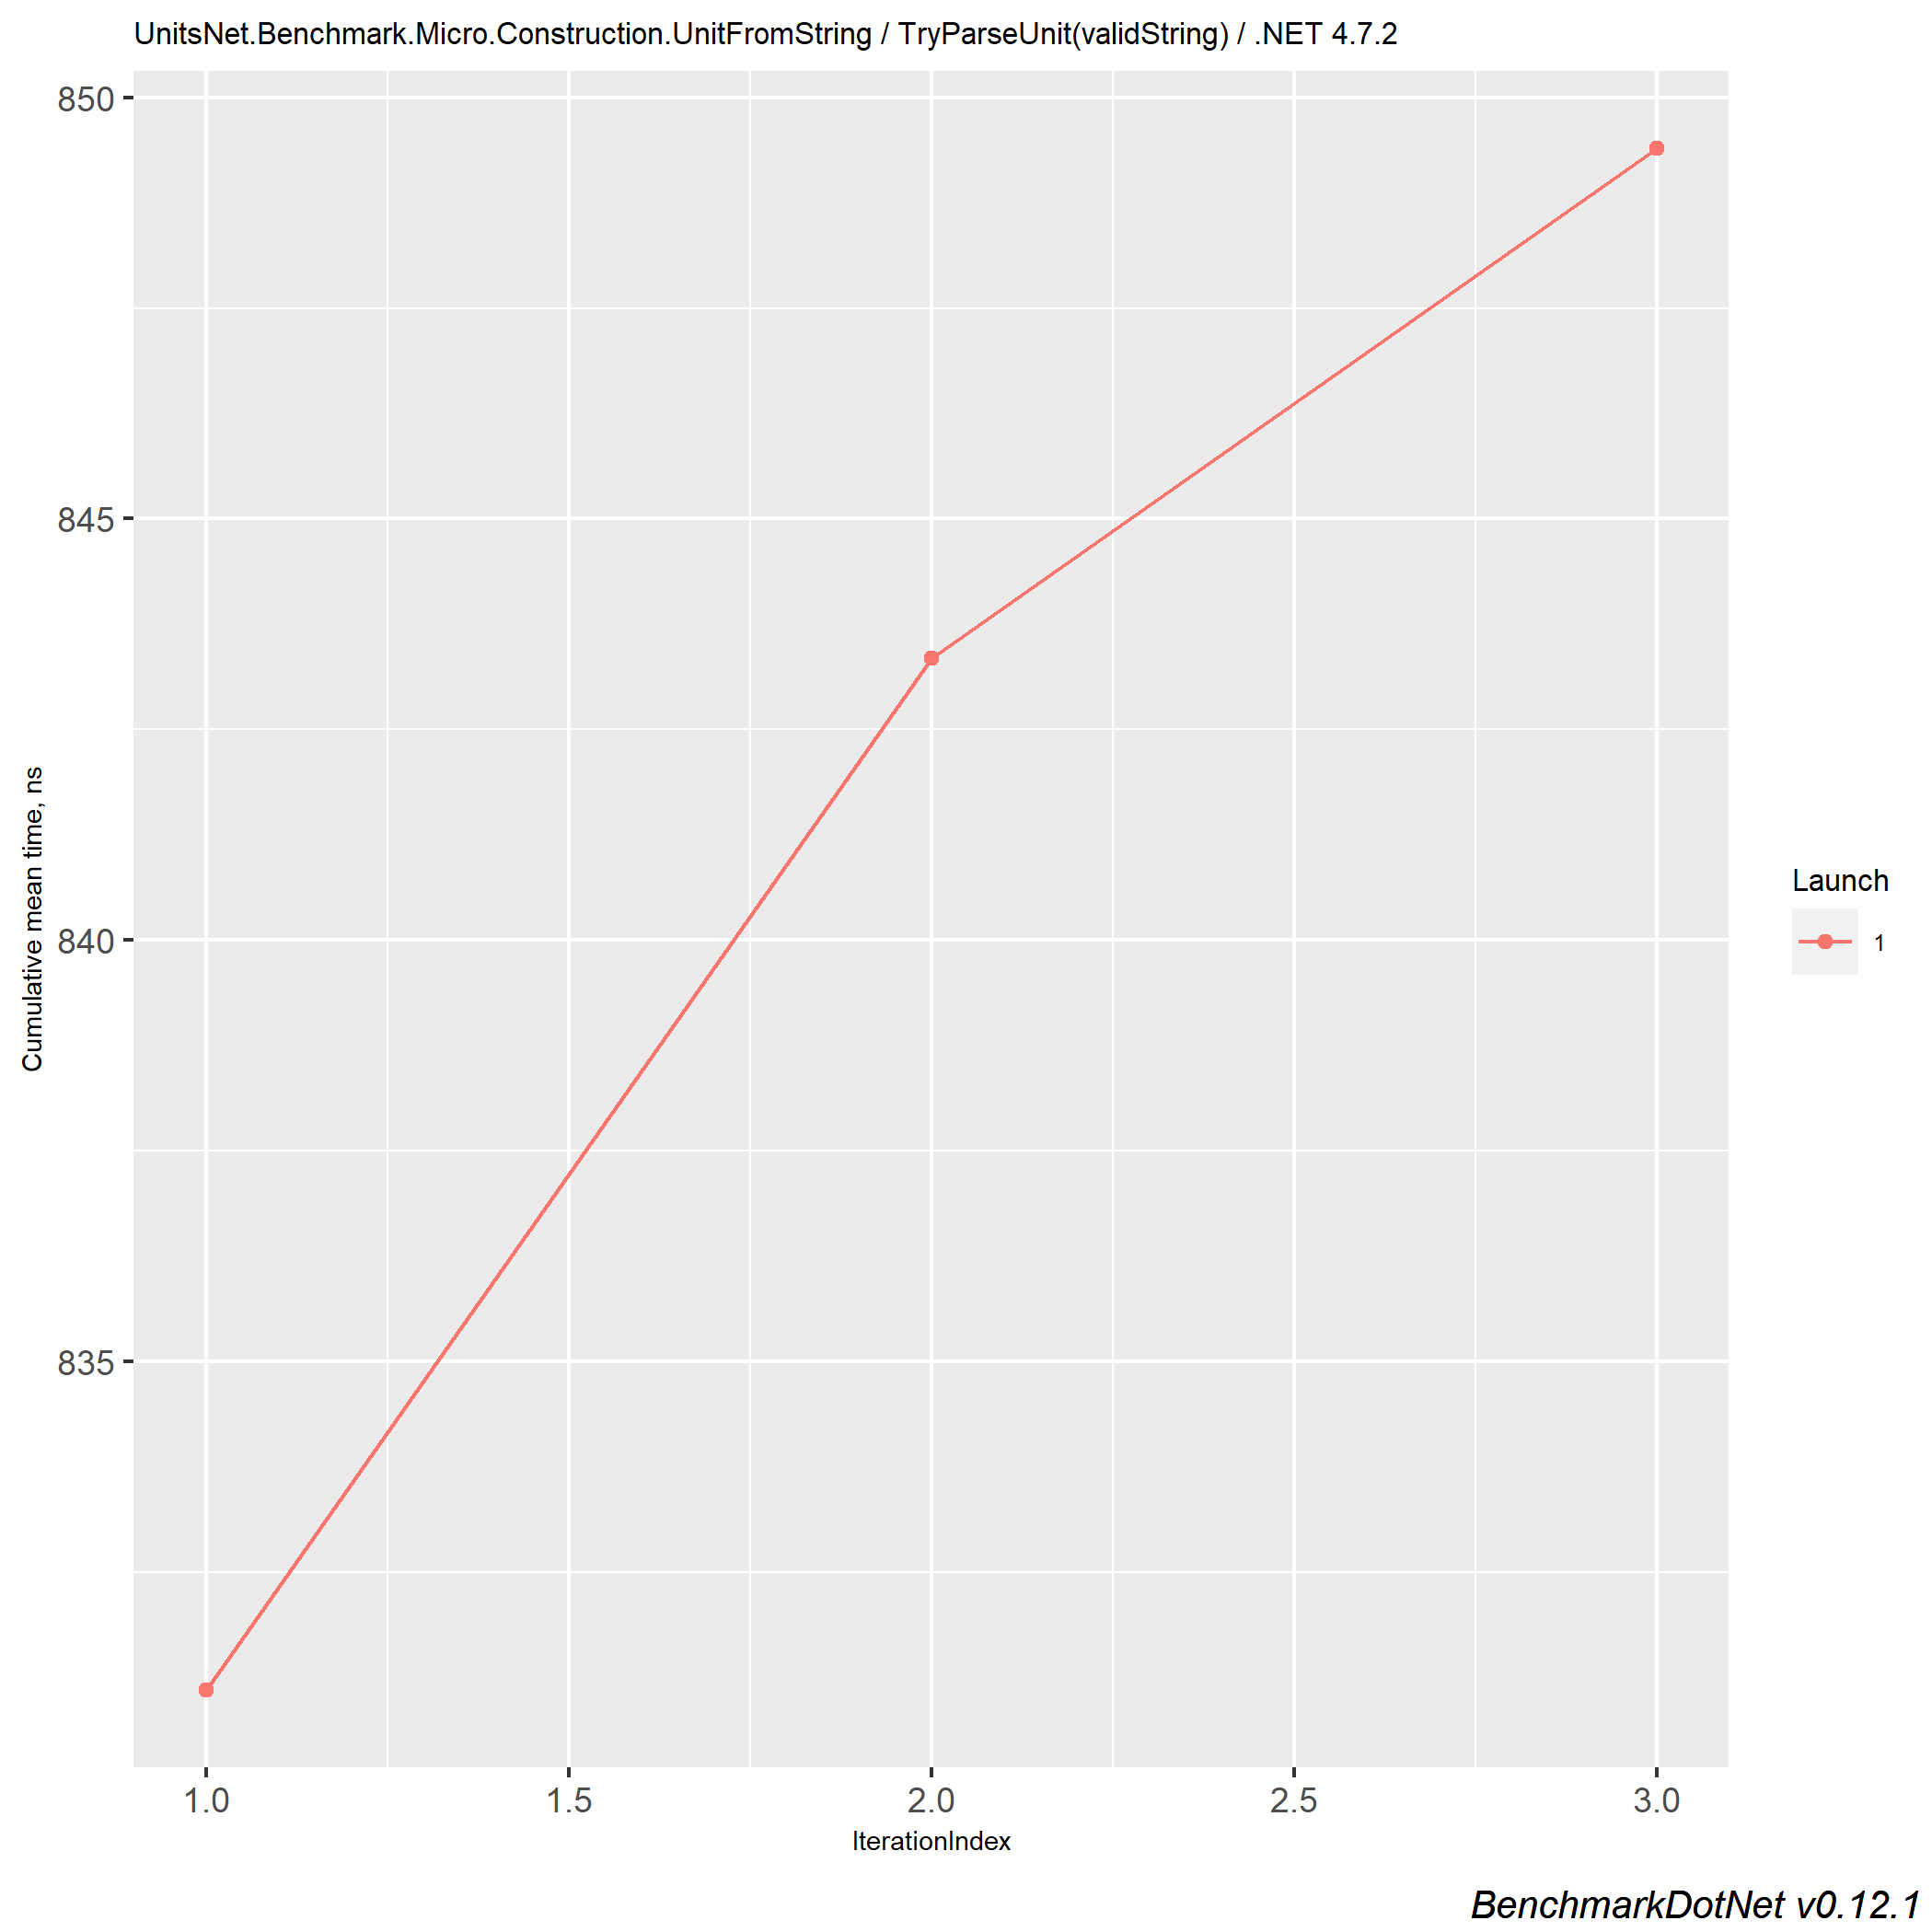 UnitsNet.Benchmark.Micro.Construction.UnitFromString / TryParseUnit(validString) / .NET 4.7.2
850
845
840
835
Cumulative mean time, ns
1.0 1.5 2.0 2.5 3.0
IterationIndex
Launch
1
BenchmarkDotNet v0.12.1